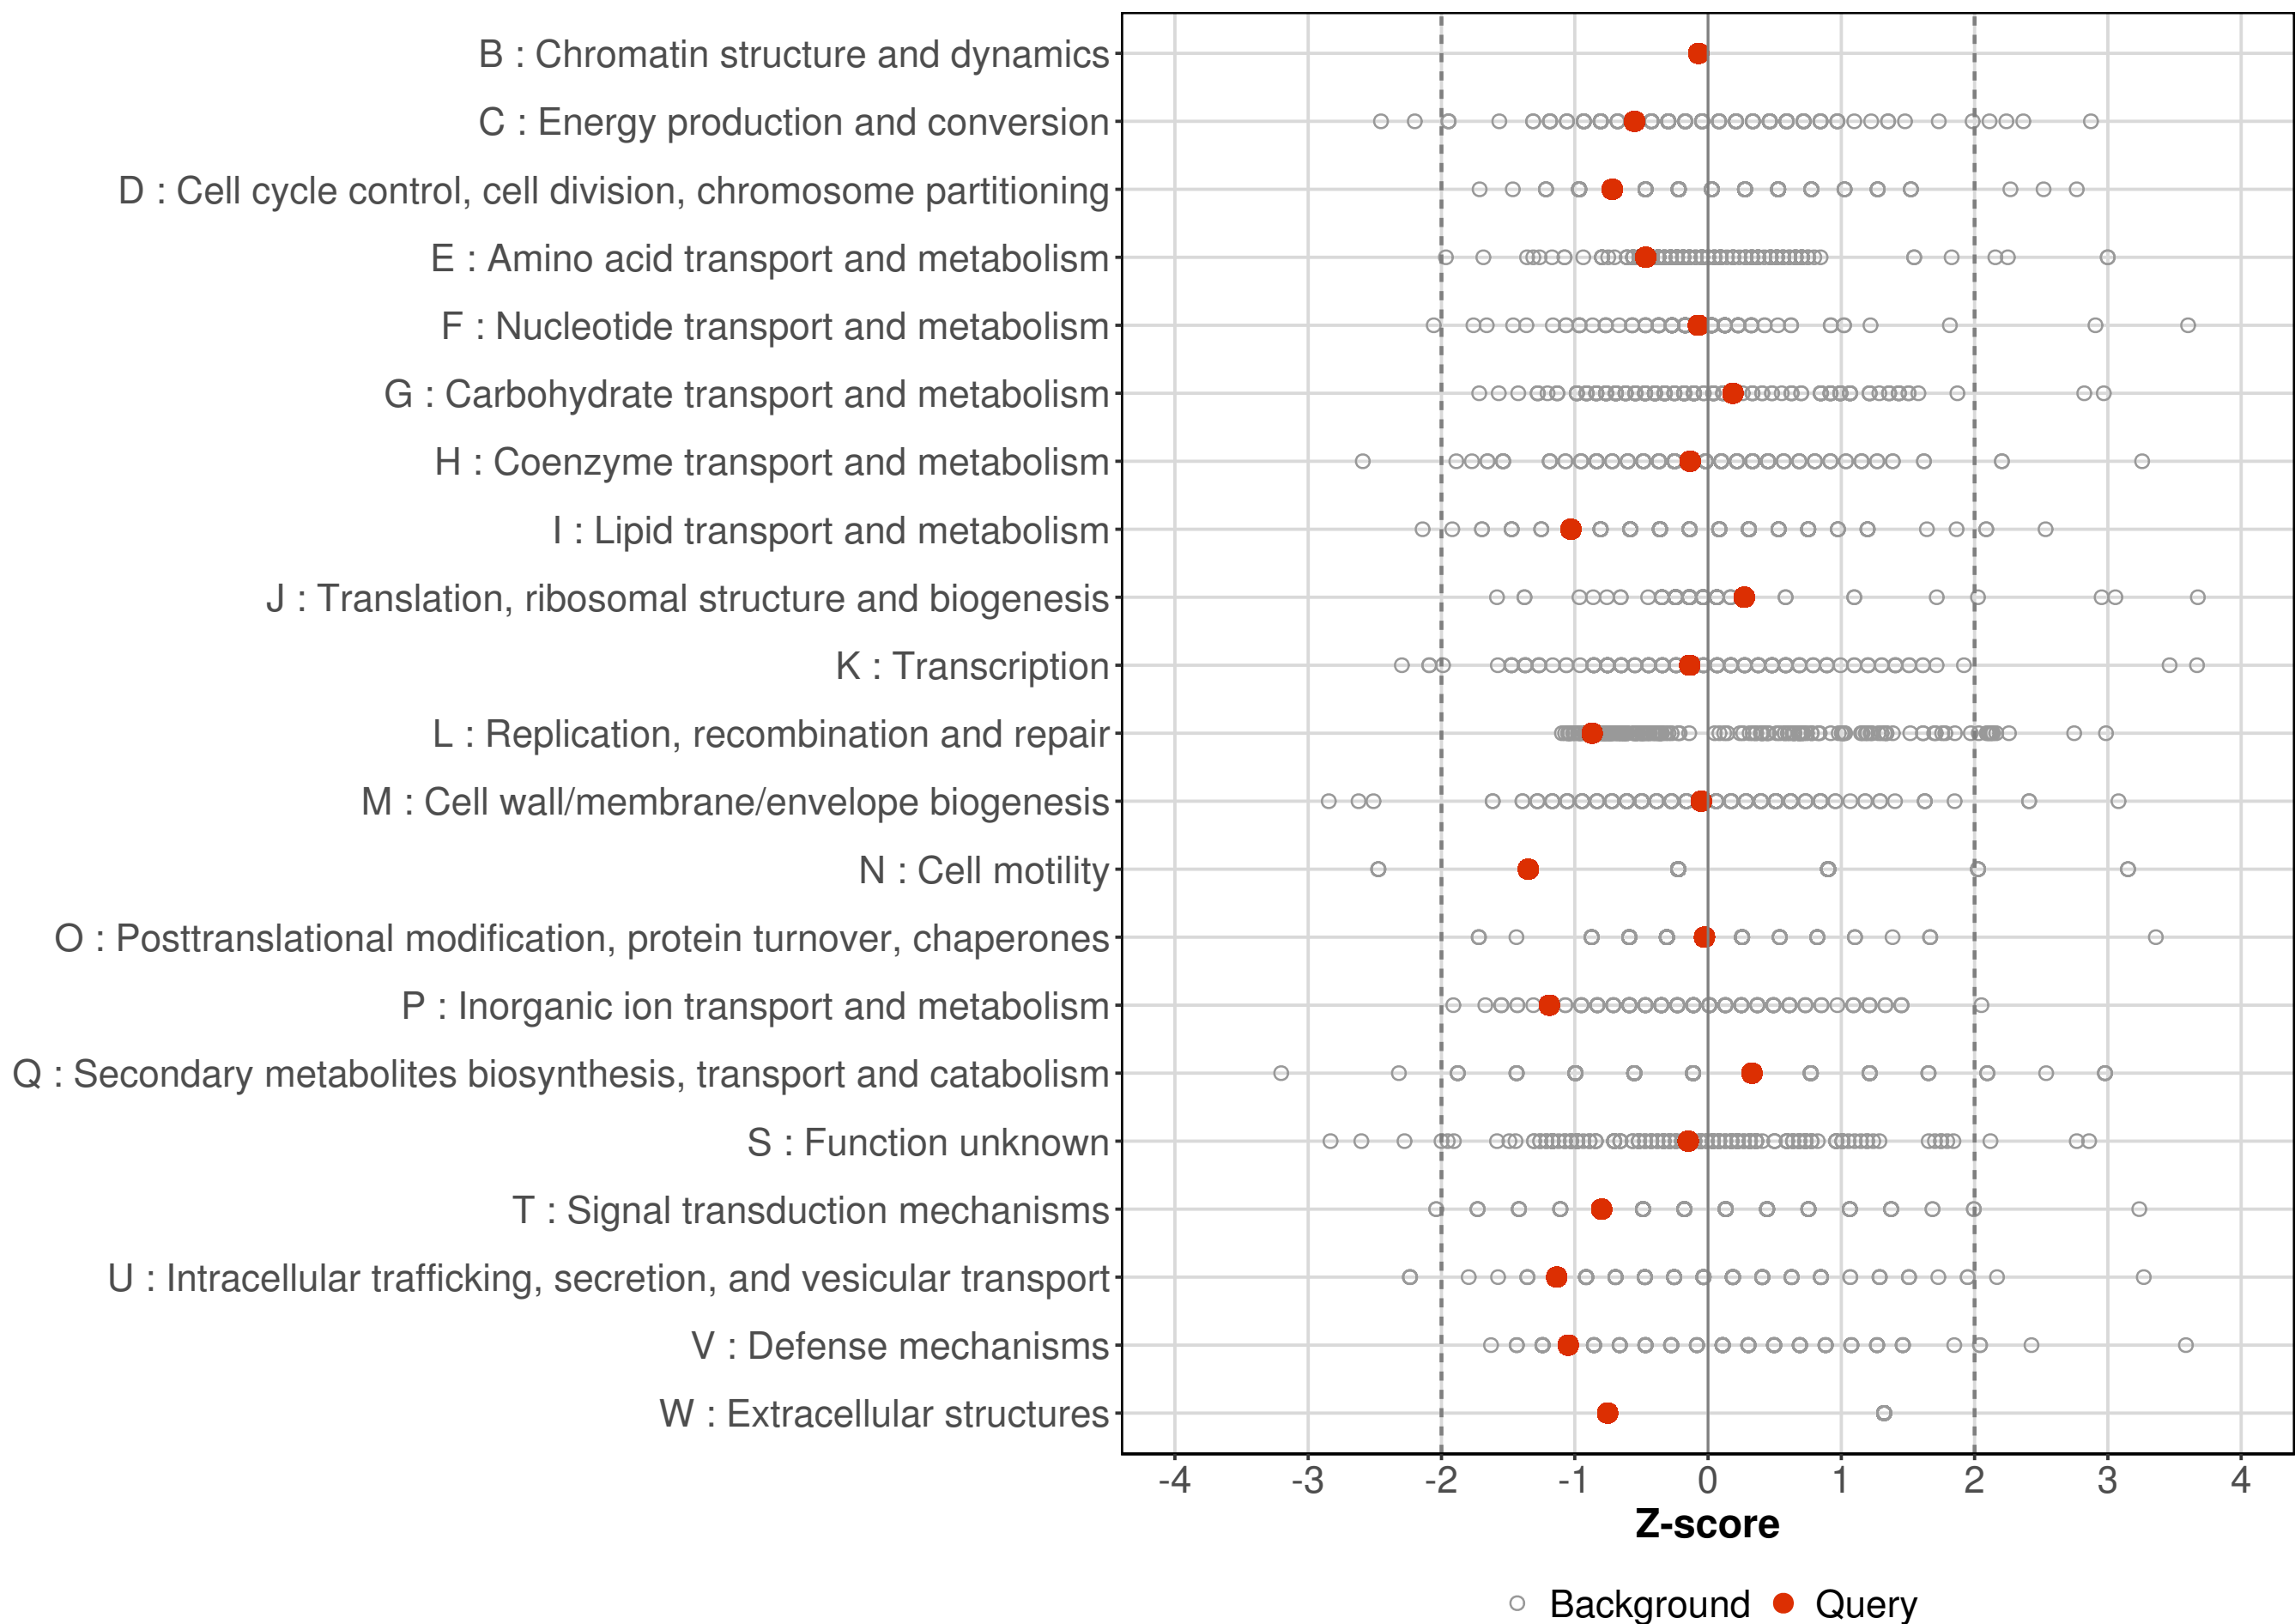 B : Chromatin structure and dynamics
C : Energy production and conversion
D : Cell cycle control, cell division, chromosome partitioning
E : Amino acid transport and metabolism
F : Nucleotide transport and metabolism
G : Carbohydrate transport and metabolism
H : Coenzyme transport and metabolism
I : Lipid transport and metabolism
J : Translation, ribosomal structure and biogenesis
K : Transcription
L : Replication, recombination and repair
M : Cell wall/membrane/envelope biogenesis
N : Cell motility
O : Posttranslational modification, protein turnover, chaperones
P : Inorganic ion transport and metabolism
Q : Secondary metabolites biosynthesis, transport and catabolism
S : Function unknown
T : Signal transduction mechanisms
U : Intracellular trafficking, secretion, and vesicular transport
V : Defense mechanisms
W : Extracellular structures
-4 -3 -2 -1 0 1 2 3 4
Z-score
Background Query